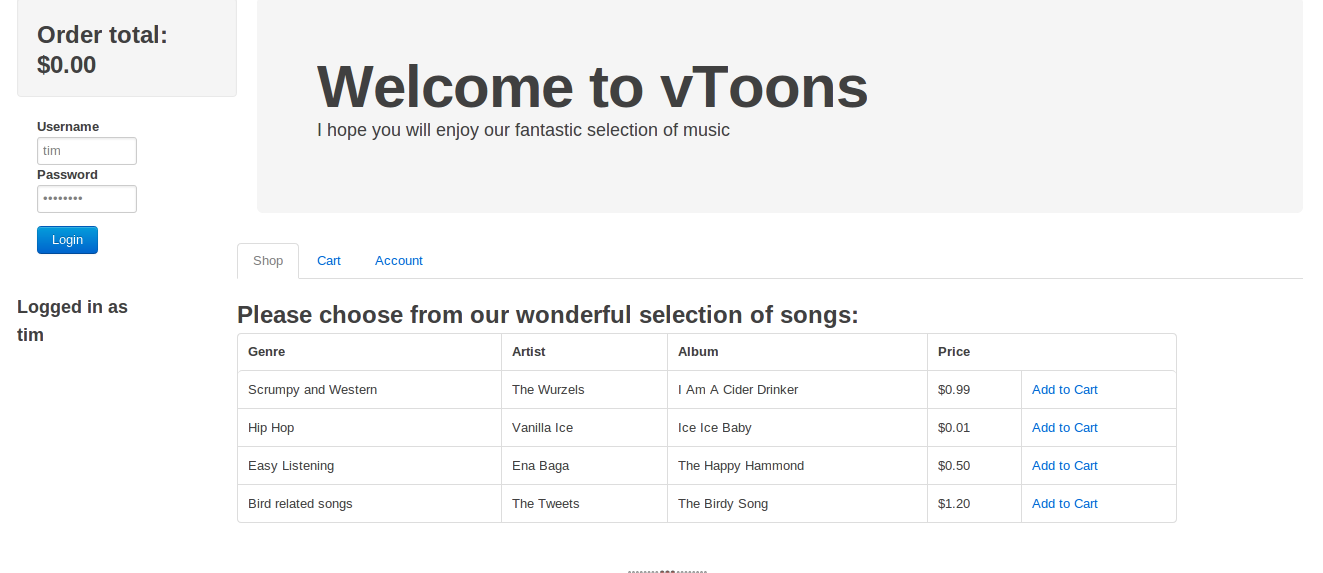 Order total:
$0.00
Username
tim
Password
••••••••
Login
Logged in as
tim
Welcome to vToons
I hope you will enjoy our fantastic selection of music
Shop Cart Account
Please choose from our wonderful selection of songs:
Genre Artist Album Price
Scrumpy and Western The Wurzels I Am A Cider Drinker $0.99 Add to Cart
Hip Hop Vanilla Ice Ice Ice Baby $0.01 Add to Cart
Easy Listening Ena Baga The Happy Hammond $0.50 Add to Cart
Bird related songs The Tweets The Birdy Song $1.20 Add to Cart